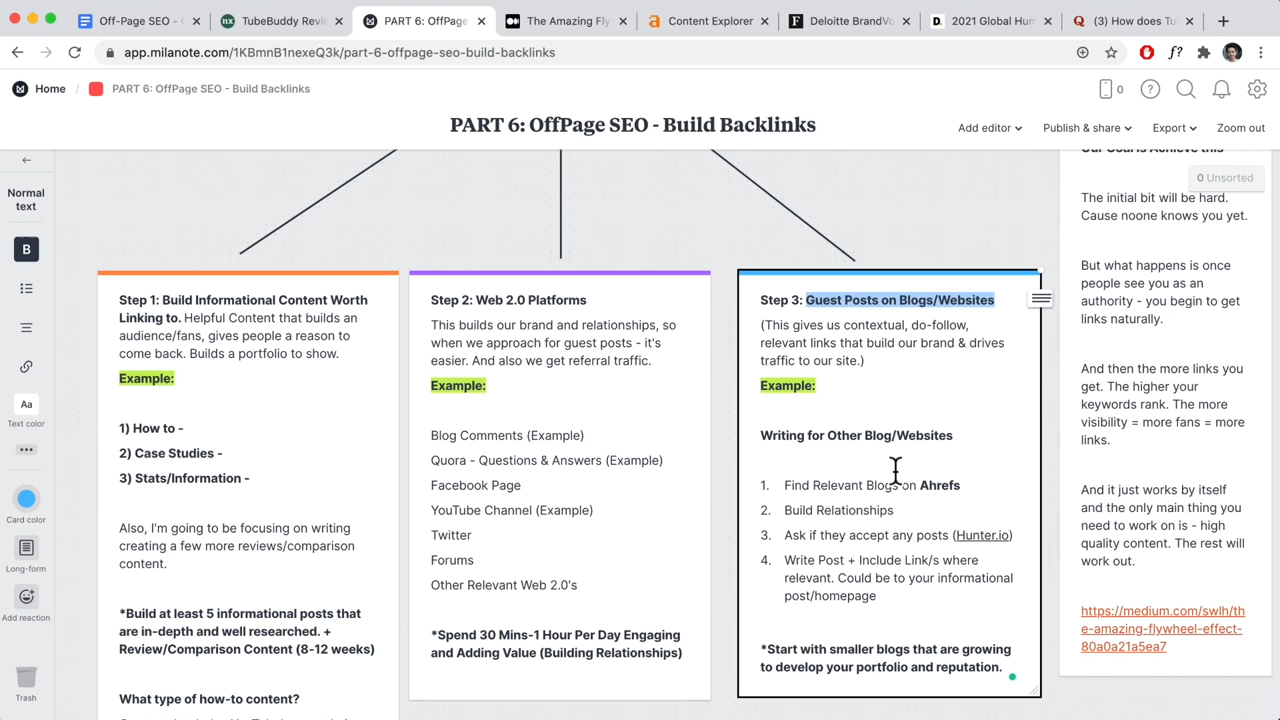 Off-Page SEO - (
TubeBuddy Revi
PART 6: OffPage
The Amazing Fly
Content Explorer
Deloitte BrandVo
2021 Global Hum
(3) How does Tu
app.milanote.com/1KBmnB1nexeQ3k/part-6-offpage-seo-build-backlinks
Home / PART 6: OffPage SEO - Build Backlinks
0
PART 6: OffPage SEO - Build Backlinks
Add editor
Publish & share
Export
Zoom out
Normal
text
B
Aa
Text color
Card color
Long-form
Add reaction
Trash
Step 1: Build Informational Content Worth
Linking to. Helpful Content that builds an
audience/fans, gives people a reason to
come back. Builds a portfolio to show.
Example:
1) How to -
2) Case Studies -
3) Stats/Information -
Also, I'm going to be focusing on writing
creating a few more reviews/comparison
content.
*Build at least 5 informational posts that
are in-depth and well researched. +
Review/Comparison Content (8-12 weeks)
What type of how-to content?
Step 2: Web 2.0 Platforms
This builds our brand and relationships, so
when we approach for guest posts - it's
easier. And also we get referral traffic.
Example:
Blog Comments (Example)
Quora - Questions & Answers (Example)
Facebook Page
YouTube Channel (Example)
Twitter
Forums
Other Relevant Web 2.0's
*Spend 30 Mins-1 Hour Per Day Engaging
and Adding Value (Building Relationships)
Step 3: Guest Posts on Blogs/Websites
(This gives us contextual, do-follow,
relevant links that build our brand & drives
traffic to our site.)
Example:
Writing for Other Blog/Websites
1. Find Relevant Blogs on Ahrefs
2. Build Relationships
3. Ask if they accept any posts (Hunter.io)
4. Write Post + Include Link/s where
relevant. Could be to your informational
post/homepage
*Start with smaller blogs that are growing
to develop your portfolio and reputation.
0 Unsorted
The initial bit will be hard.
Cause noone knows you yet.
But what happens is once
people see you as an
authority - you begin to get
links naturally.
And then the more links you
get. The higher your
keywords rank. The more
visibility = more fans = more
links.
And it just works by itself
and the only main thing you
need to work on is - high
quality content. The rest will
work out.
https://medium.com/swlh/th
e-amazing-flywheel-effect-
80a0a21a5ea7